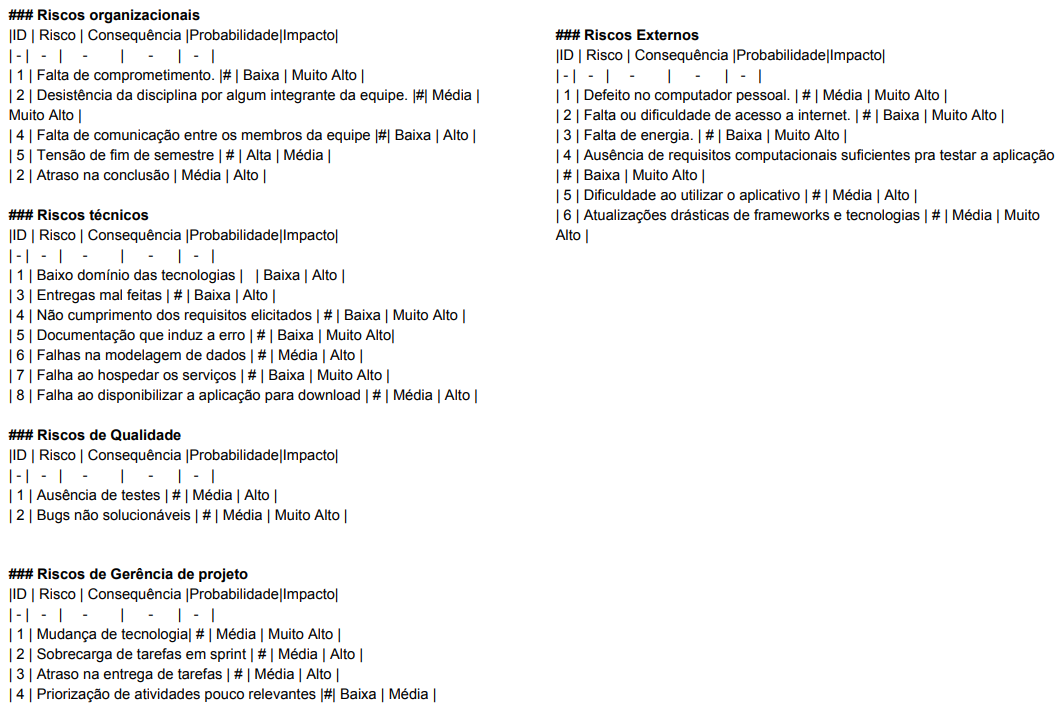 ### Riscos organizacionais
|ID | Risco | Consequência |Probabilidade|Impacto|
| - | - | - | - | - |
| 1 | Falta de comprometimento. |# | Baixa | Muito Alto |
| 2 | Desistência da disciplina por algum integrante da equipe. |#| Média |
Muito Alto |
| 4 | Falta de comunicação entre os membros da equipe |#| Baixa | Alto |
| 5 | Tensão de fim de semestre | # | Alta | Média |
| 2 | Atraso na conclusão | Média | Alto |
### Riscos técnicos
|ID | Risco | Consequência |Probabilidade|Impacto|
| - | - | - | - | - |
| 1 | Baixo domínio das tecnologias | | Baixa | Alto |
| 3 | Entregas mal feitas | # | Baixa | Alto |
| 4 | Não cumprimento dos requisitos elicitados | # | Baixa | Muito Alto |
| 5 | Documentação que induz a erro | # | Baixa | Muito Alto|
| 6 | Falhas na modelagem de dados | # | Média | Alto |
| 7 | Falha ao hospedar os serviços | # | Baixa | Muito Alto |
| 8 | Falha ao disponibilizar a aplicação para download | # | Média | Alto |
### Riscos de Qualidade
|ID | Risco | Consequência |Probabilidade|Impacto|
| - | - | - | - | - |
| 1 | Ausência de testes | # | Média | Alto |
| 2 | Bugs não solucionáveis | # | Média | Muito Alto |
### Riscos de Gerência de projeto
|ID | Risco | Consequência |Probabilidade|Impacto|
| - | - | - | - | - |
| 1 | Mudança de tecnologia| # | Média | Muito Alto |
| 2 | Sobrecarga de tarefas em sprint | # | Média | Alto |
| 3 | Atraso na entrega de tarefas | # | Média | Alto |
| 4 | Priorização de atividades pouco relevantes |#| Baixa | Média |
### Riscos Externos
|ID | Risco | Consequência |Probabilidade|Impacto|
| - | - | - | - | - |
| 1 | Defeito no computador pessoal. | # | Média | Muito Alto |
| 2 | Falta ou dificuldade de acesso a internet. | # | Baixa | Muito Alto |
| 3 | Falta de energia. | # | Baixa | Muito Alto |
| 4 | Ausência de requisitos computacionais suficientes pra testar a aplicação
| # | Baixa | Muito Alto |
| 5 | Dificuldade ao utilizar o aplicativo | # | Média | Alto |
| 6 | Atualizações drásticas de frameworks e tecnologias | # | Média | Muito
Alto |